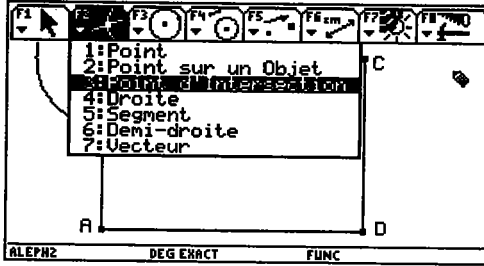 F1 F2 F3 F4 F5 F6 cm F7 F8
1:Point
2:Point sur un Objet
3:Point d'Intersection
4:Droite
5:Segment
6:Demi-droite
7:Vecteur
C
A D
ALEPH2 DEG EXACT FUNC